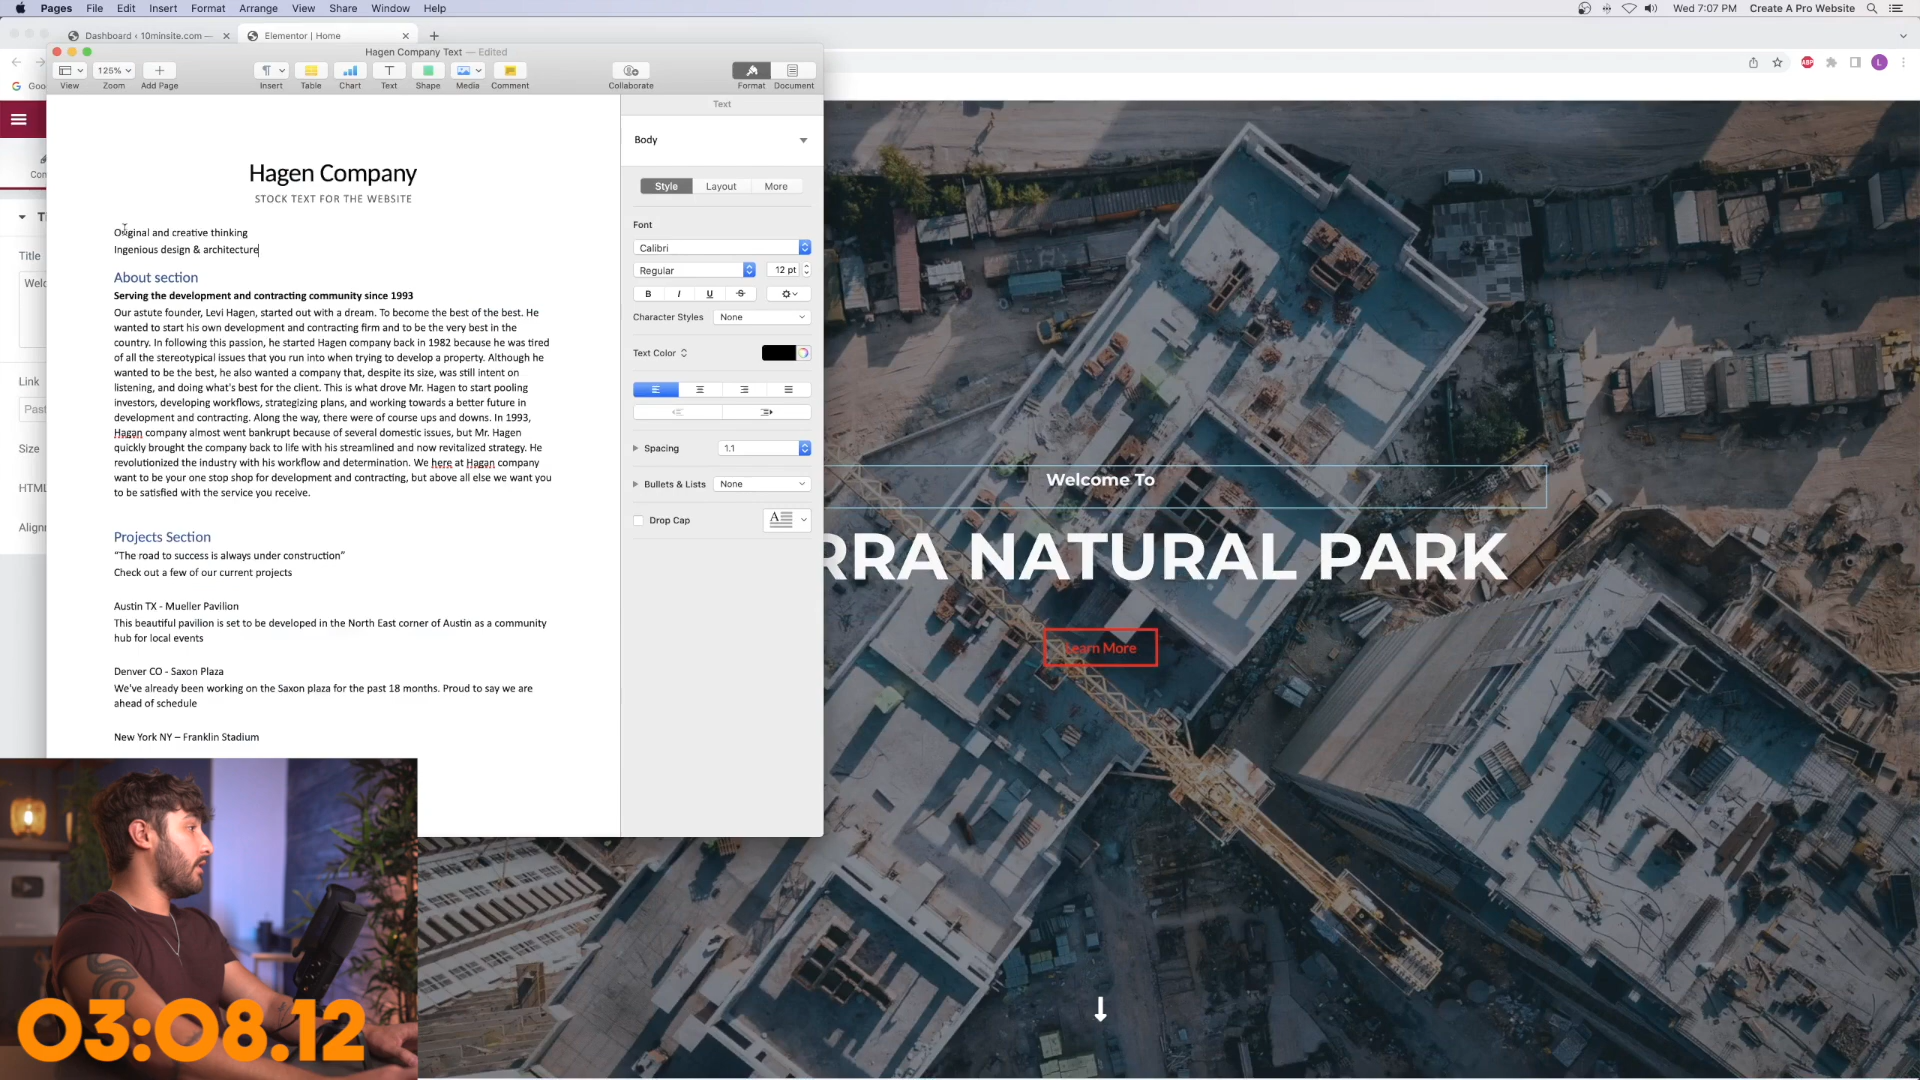 Pages File Edit Insert Format Arrange View Share Window Help
Wed 7:07 PM Create A Pro Website
Dashboard ‹ 10minsite.com —
Elementor | Home
Hagen Company Text — Edited
125%
View Zoom Add Page Insert Table Chart Text Shape Media Comment Collaborate Format Document
ABP
L
Goo
Con
Title
Welc
Link
Past
Size
HTML
Alignm
Hagen Company
STOCK TEXT FOR THE WEBSITE
Original and creative thinking
Ingenious design & architecture
About section
Serving the development and contracting community since 1993
Our astute founder, Levi Hagen, started out with a dream. To become the best of the best. He
wanted to start his own development and contracting firm and to be the very best in the
country. In following this passion, he started Hagen company back in 1982 because he was tired
of all the stereotypical issues that you run into when trying to develop a property. Although he
wanted to be the best, he also wanted a company that, despite its size, was still intent on
listening, and doing what's best for the client. This is what drove Mr. Hagen to start pooling
investors, developing workflows, strategizing plans, and working towards a better future in
development and contracting. Along the way, there were of course ups and downs. In 1993,
Hagan company almost went bankrupt because of several domestic issues, but Mr. Hagen
quickly brought the company back to life with his streamlined and now revitalized strategy. He
revolutionized the industry with his workflow and determination. We here at Hagan company
want to be your one stop shop for development and contracting, but above all else we want you
to be satisfied with the service you receive.
Projects Section
“The road to success is always under construction”
Check out a few of our current projects
Austin TX - Mueller Pavilion
This beautiful pavilion is set to be developed in the North East corner of Austin as a community
hub for local events
Denver CO - Saxon Plaza
We've already been working on the Saxon plaza for the past 18 months. Proud to say we are
ahead of schedule
New York NY – Franklin Stadium
Text
Body
Style Layout More
Font
Calibri
Regular 12 pt
B I U S
Character Styles None
Text Color
Spacing 1.1
Bullets & Lists None
Drop Cap A
Welcome To
RRA NATURAL PARK
Learn More
03:08.12